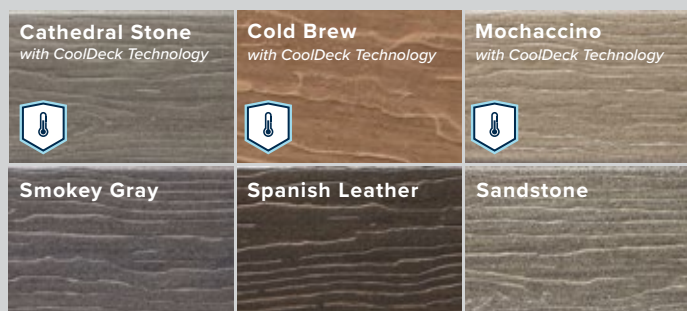 Cathedral Stone
with CoolDeck Technology
Cold Brew
with CoolDeck Technology
Mochaccino
with CoolDeck Technology
Smokey Gray
Spanish Leather
Sandstone